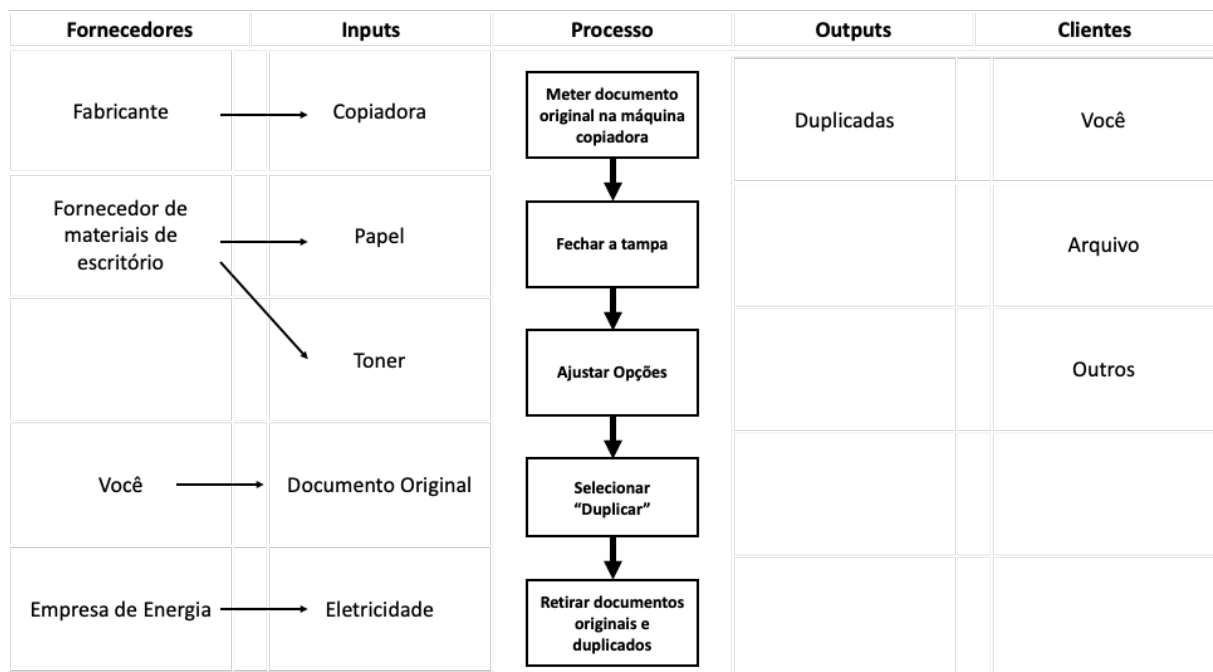 Fornecedores Inputs Processo Outputs Clientes
Fabricante
Copiadora
Meter documento
original na máquina
copiadora
Duplicadas
Você
Fornecedor de
materiais de
escritório
Papel
Fechar a tampa
Arquivo
Toner
Ajustar Opções
Outros
Você
Documento Original
Selecionar
“Duplicar”
Empresa de Energia
Eletricidade
Retirar documentos
originais e
duplicados